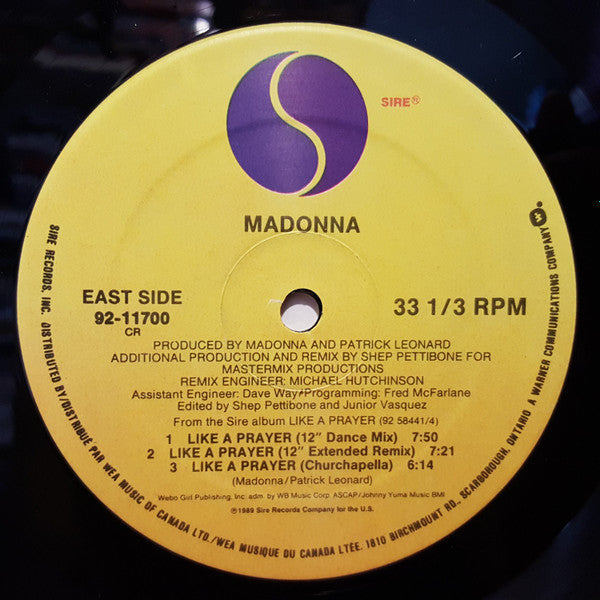 SIRE®
MADONNA
EAST SIDE
92-11700
CR
33 1/3 RPM
PRODUCED BY MADONNA AND PATRICK LEONARD
ADDITIONAL PRODUCTION AND REMIX BY SHEP PETTIBONE FOR
MASTERMIX PRODUCTIONS
REMIX ENGINEER: MICHAEL HUTCHINSON
Assistant Engineer: Dave Way/Programming: Fred McFarlane
Edited by Shep Pettibone and Junior Vasquez
From the Sire album LIKE A PRAYER (92 58441/4)
1 LIKE A PRAYER (12" Dance Mix) 7:50
2 LIKE A PRAYER (12" Extended Remix) 7:21
3 LIKE A PRAYER (Churchapella) 6:14
(Madonna/Patrick Leonard)
Webo Girl Publishing, Inc. adm. by WB Music Corp. ASCAP/Johnny Yuma Music BMI
℗1989 Sire Records Company for the U.S.
SIRE RECORDS, INC. DISTRIBUTED BY/DISTRIBUÉ PAR WEA MUSIC OF CANADA LTD./WEA MUSIQUE DU CANADA LTÉE. 1810 BIRCHMOUNT RD., SCARBOROUGH, ONTARIO A WARNER COMMUNICATIONS COMPANY